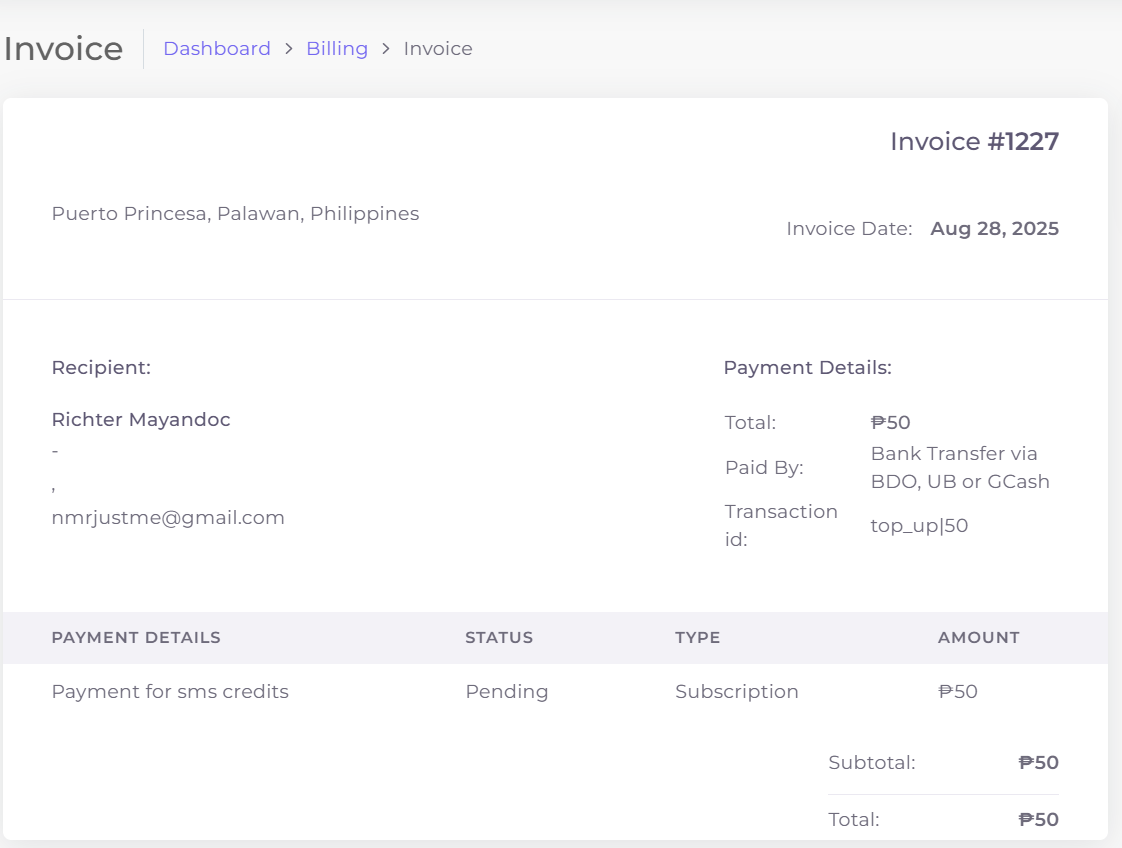 Invoice
Dashboard > Billing > Invoice
Invoice #1227
Puerto Princesa, Palawan, Philippines
Invoice Date: Aug 28, 2025
Recipient:
Richter Mayandoc
-
,
nmrjustme@gmail.com
Payment Details:
Total: ₱50
Paid By: Bank Transfer via
BDO, UB or GCash
Transaction
id: top_up|50
PAYMENT DETAILS STATUS TYPE AMOUNT
Payment for sms credits Pending Subscription ₱50
Subtotal: ₱50
Total: ₱50